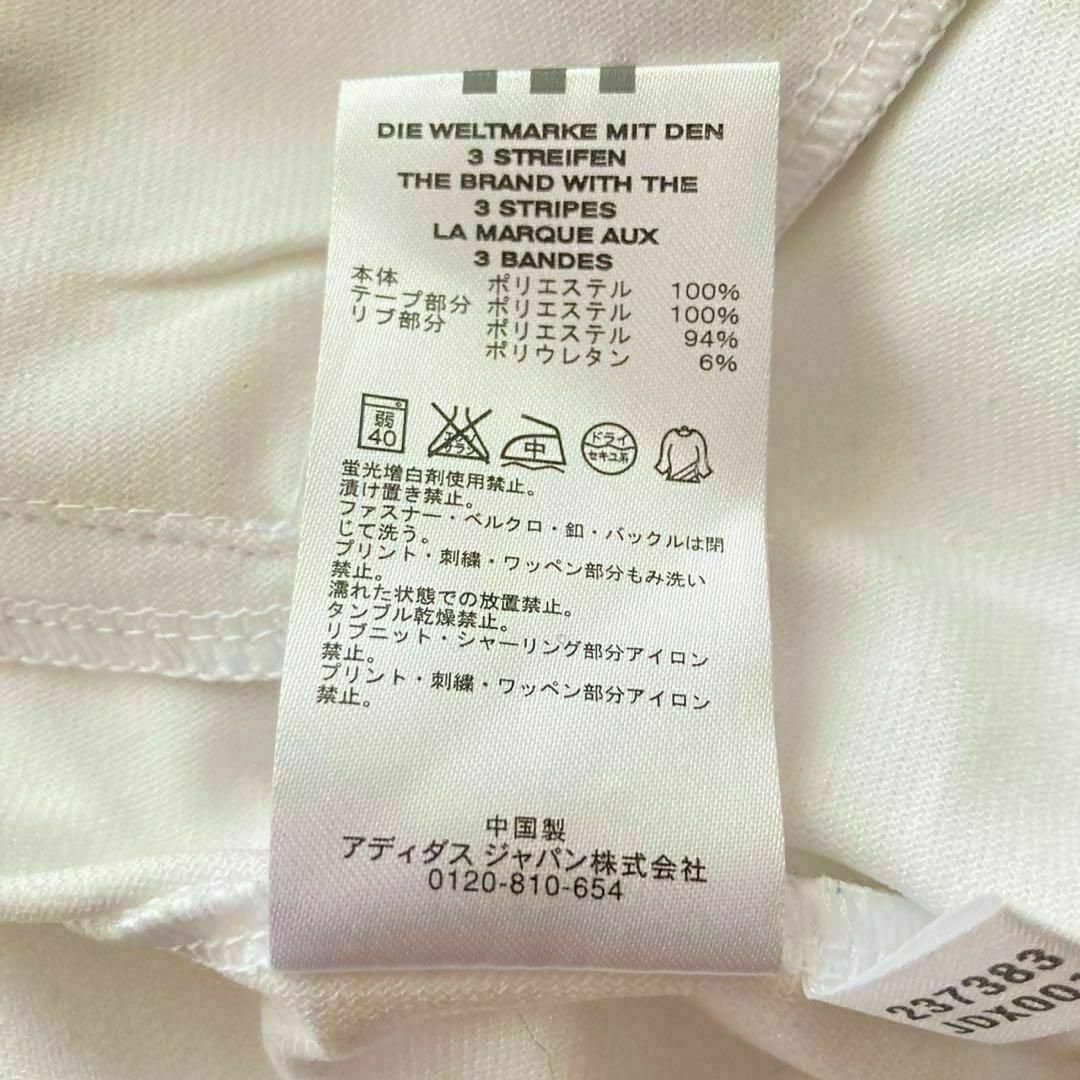 DIE WELTMARKE MIT DEN
3 STREIFEN
THE BRAND WITH THE
3 STRIPES
LA MARQUE AUX
3 BANDES
本体 ポリエステル 100%
テープ部分 ポリエステル 100%
リブ部分 ポリエステル 94%
ポリウレタン 6%
弱
40
エンソ
サラシ
中
ドライ
セキユ系
蛍光増白剤使用禁止。
漬け置き禁止。
ファスナー・ベルクロ・釦・バックルは閉
じて洗う。
プリント・刺繍・ワッペン部分もみ洗い
禁止。
濡れた状態での放置禁止。
タンブル乾燥禁止。
リブニット・シャーリング部分アイロン
禁止。
プリント・刺繍・ワッペン部分アイロン
禁止。
中国製
アディダス ジャパン株式会社
0120-810-654
237383